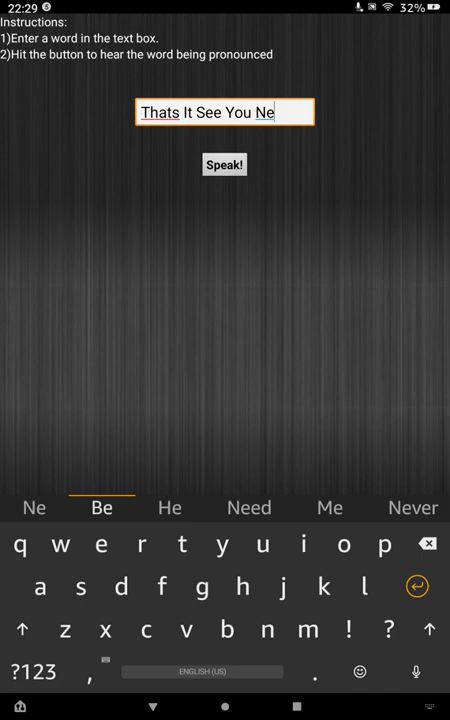 22:29 S 32%
Instructions:
1)Enter a word in the text box.
2)Hit the button to hear the word being pronounced
Thats It See You Ne
Speak!
Ne Be He Need Me Never
q w e r t y u i o p
a s d f g h j k l
z x c v b n m ! ?
?123 , ENGLISH (US) .